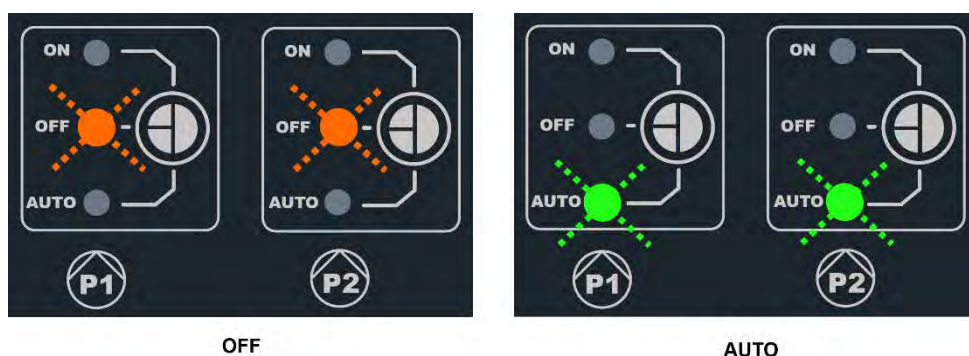 ON ON ON ON
OFF OFF OFF OFF
AUTO AUTO AUTO AUTO
P1 P2 P1 P2
OFF AUTO